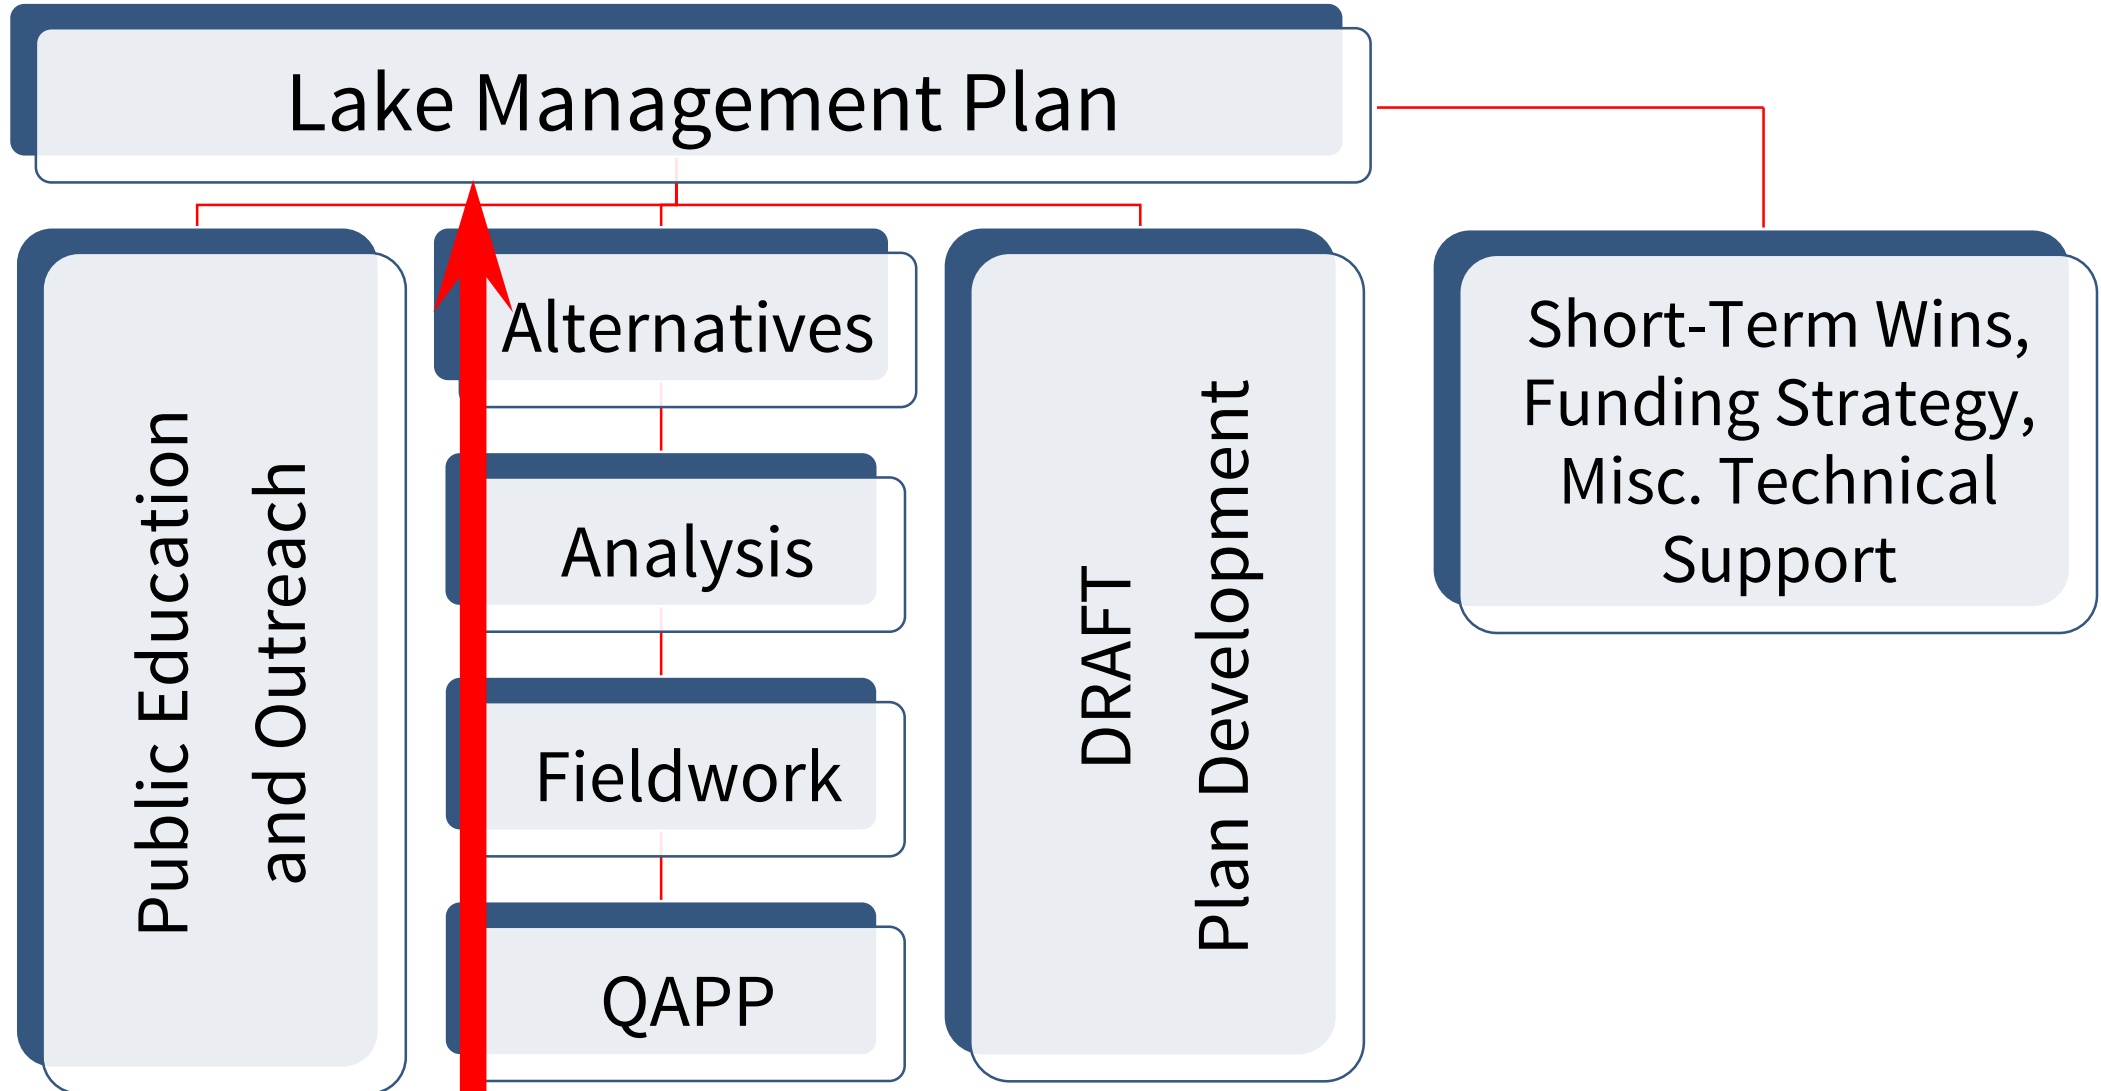 Lake Management Plan
Public Education
and Outreach
Alternatives
Analysis
Fieldwork
QAPP
DRAFT
Plan Development
Short-Term Wins,
Funding Strategy,
Misc. Technical
Support